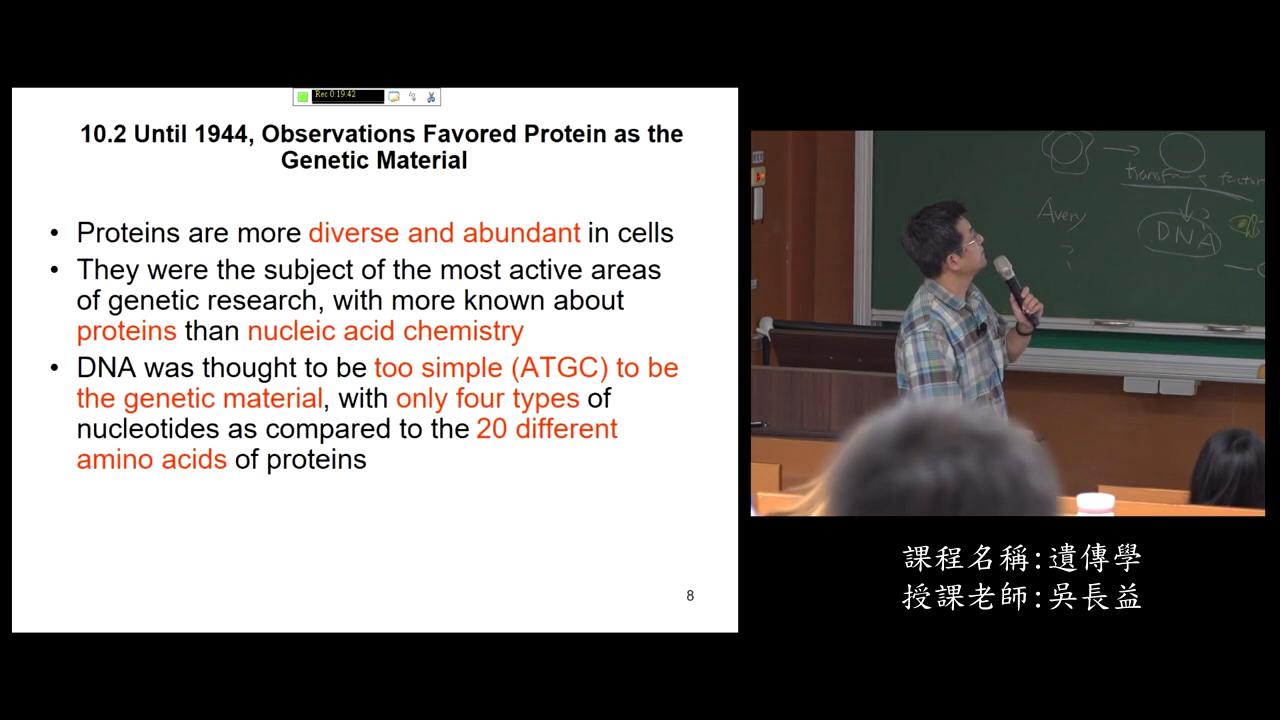 Rec 0:19:42
10.2 Until 1944, Observations Favored Protein as the
Genetic Material
• Proteins are more diverse and abundant in cells
• They were the subject of the most active areas
of genetic research, with more known about
proteins than nucleic acid chemistry
• DNA was thought to be too simple (ATGC) to be
the genetic material, with only four types of
nucleotides as compared to the 20 different
amino acids of proteins
8
factor
Avery
DNA
?
課程名稱:遺傳學
授課老師:吳長益